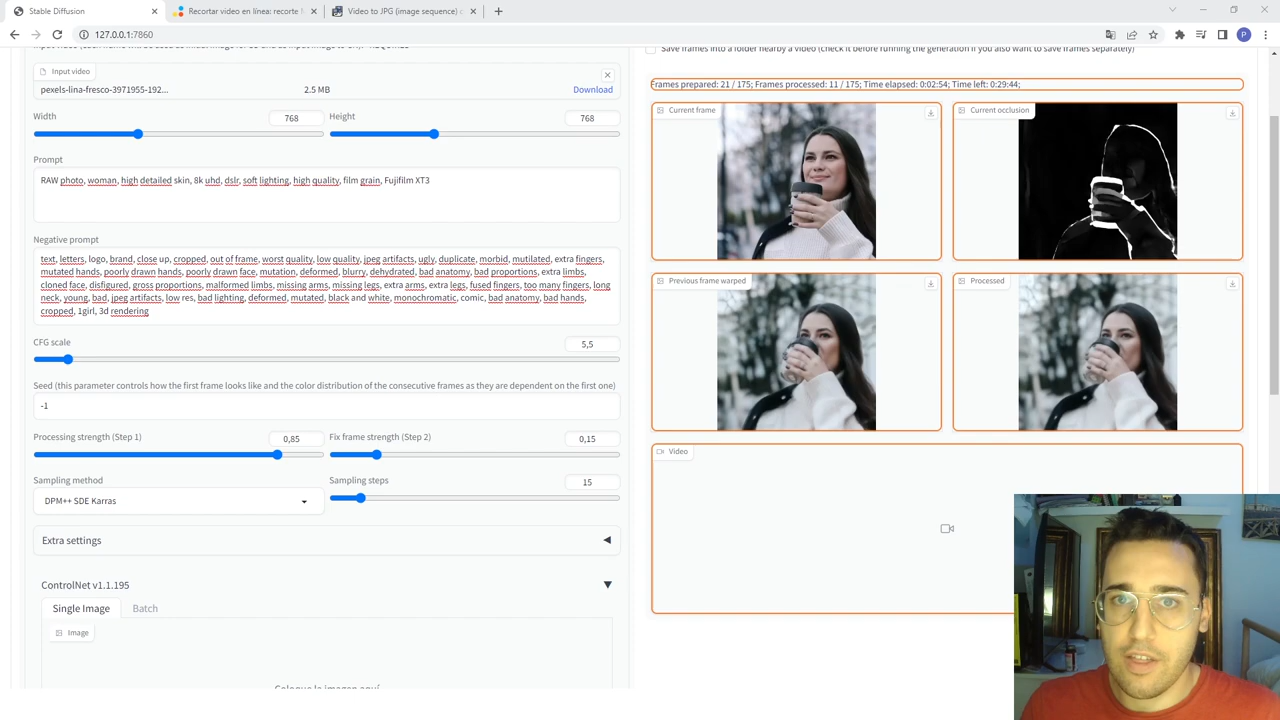 Stable Diffusion
Recortar video en línea: recorte
Video to JPG (image sequence)
127.0.0.1:7860
Input video
pexels-lina-fresco-3971955-192... 2.5 MB Download
Width 768 Height 768
Prompt
RAW photo, woman, high detailed skin, 8k uhd, dslr, soft lighting, high quality, film grain, Fujifilm XT3
Negative prompt
text, letters, logo, brand, close up, cropped, out of frame, worst quality, low quality, jpeg artifacts, ugly, duplicate, morbid, mutilated, extra fingers,
mutated hands, poorly drawn hands, poorly drawn face, mutation, deformed, blurry, dehydrated, bad anatomy, bad proportions, extra limbs,
cloned face, disfigured, gross proportions, malformed limbs, missing arms, missing legs, extra arms, extra legs, fused fingers, too many fingers, long
neck, young, bad, jpeg artifacts, low res, bad lighting, deformed, mutated, black and white, monochromatic, comic, bad anatomy, bad hands,
cropped, 1girl, 3d rendering
CFG scale 5,5
Seed (this parameter controls how the first frame looks like and the color distribution of the consecutive frames as they are dependent on the first one)
-1
Processing strength (Step 1) 0,85 Fix frame strength (Step 2) 0,15
Sampling method
DPM++ SDE Karras
Sampling steps 15
Extra settings
ControlNet v1.1.195
Single Image Batch
Image
Coloque la imagen aquí
Save frames into a folder nearby a video (check it before running the generation if you also want to save frames separately)
Frames prepared: 21 / 175; Frames processed: 11 / 175; Time elapsed: 0:02:54; Time left: 0:29:44;
Current frame
Current occlusion
Previous frame warped
Processed
Video
P